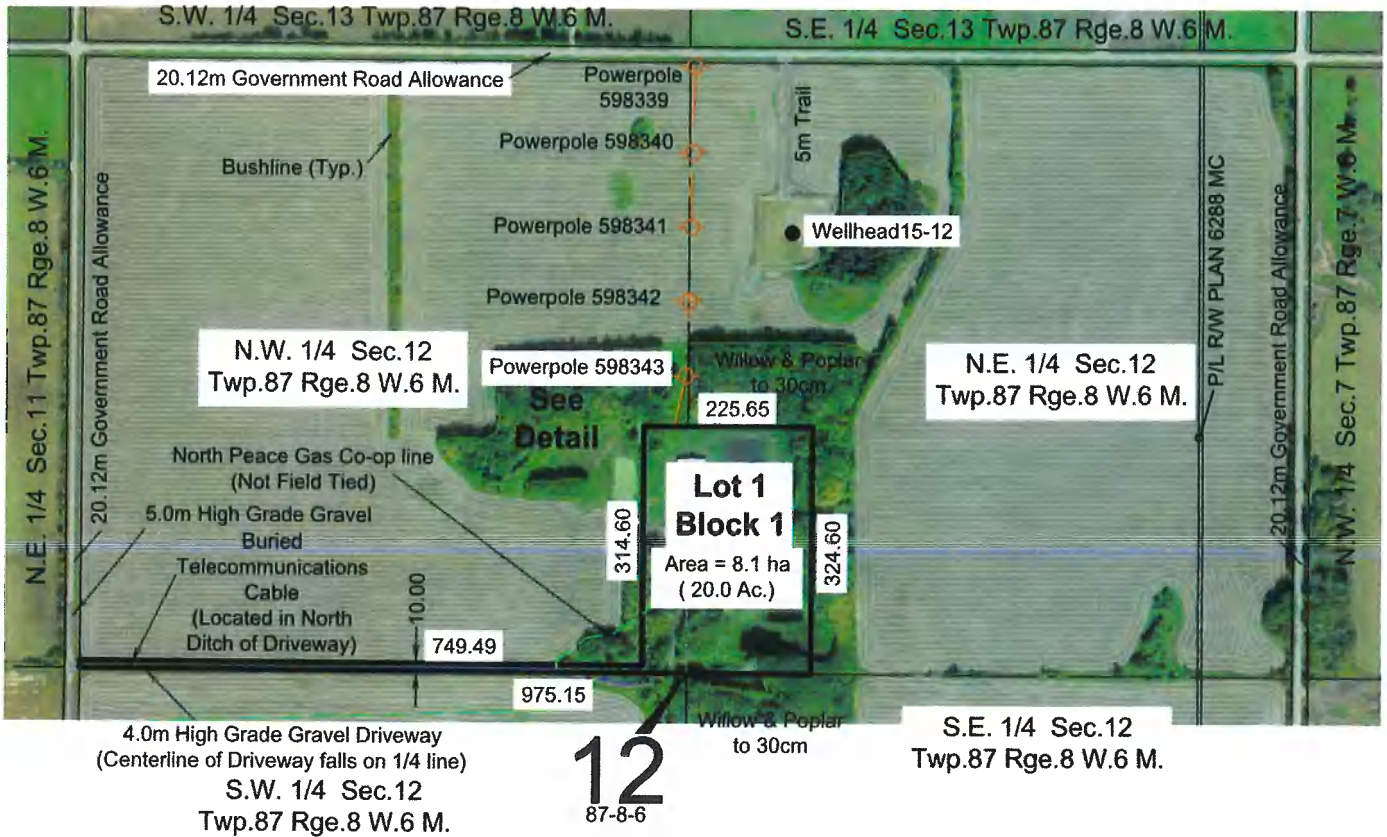 S.W. 1/4 Sec.13 Twp.87 Rge.8 W.6 M.
S.E. 1/4 Sec.13 Twp.87 Rge.8 W.6 M.
20.12m Government Road Allowance
Powerpole
598339
Powerpole 598340
5m Trail
Bushline (Typ.)
Powerpole 598341
Wellhead15-12
Powerpole 598342
N.E. 1/4 Sec.11 Twp.87 Rge.8 W.6 M.
20.12m Government Road Allowance
P/L R/W PLAN 6288 MC
20.12m Government Road Allowance
N.W. 1/4 Sec.7 Twp.87 Rge.7 W.6 M.
N.W. 1/4 Sec.12
Twp.87 Rge.8 W.6 M.
Powerpole 598343
Willow & Poplar
to 30cm
N.E. 1/4 Sec.12
Twp.87 Rge.8 W.6 M.
See
Detail
225.65
North Peace Gas Co-op line
(Not Field Tied)
Lot 1
Block 1
Area = 8.1 ha
( 20.0 Ac.)
314.60
324.60
5.0m High Grade Gravel
Buried
Telecommunications
Cable
(Located in North
Ditch of Driveway)
10.00
749.49
975.15
4.0m High Grade Gravel Driveway
(Centerline of Driveway falls on 1/4 line)
S.W. 1/4 Sec.12
Twp.87 Rge.8 W.6 M.
12
87-8-6
Willow & Poplar
to 30cm
S.E. 1/4 Sec.12
Twp.87 Rge.8 W.6 M.